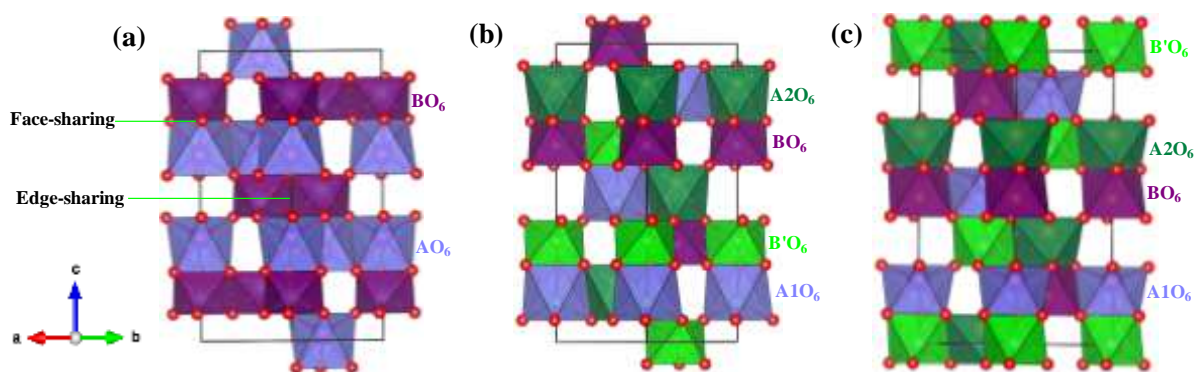 (a)
BO6
Face-sharing
Edge-sharing
AO6
c
a
b
(b)
A2O6
BO6
B'O6
A1O6
(c)
B'O6
A2O6
BO6
A1O6